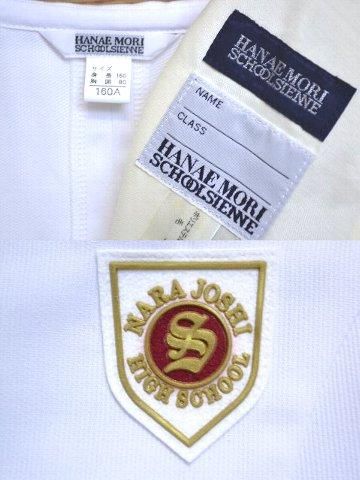 HANAE MORI
SCHOOLSIENNE
サイズ
身長 160
胸囲 80
160A
HANAE MORI
SCHOOLSIENNE
NAME
CLASS
HANAE MORI
SCHOOLSIENNE
NARA JOSHI
S
HIGH SCHOOL